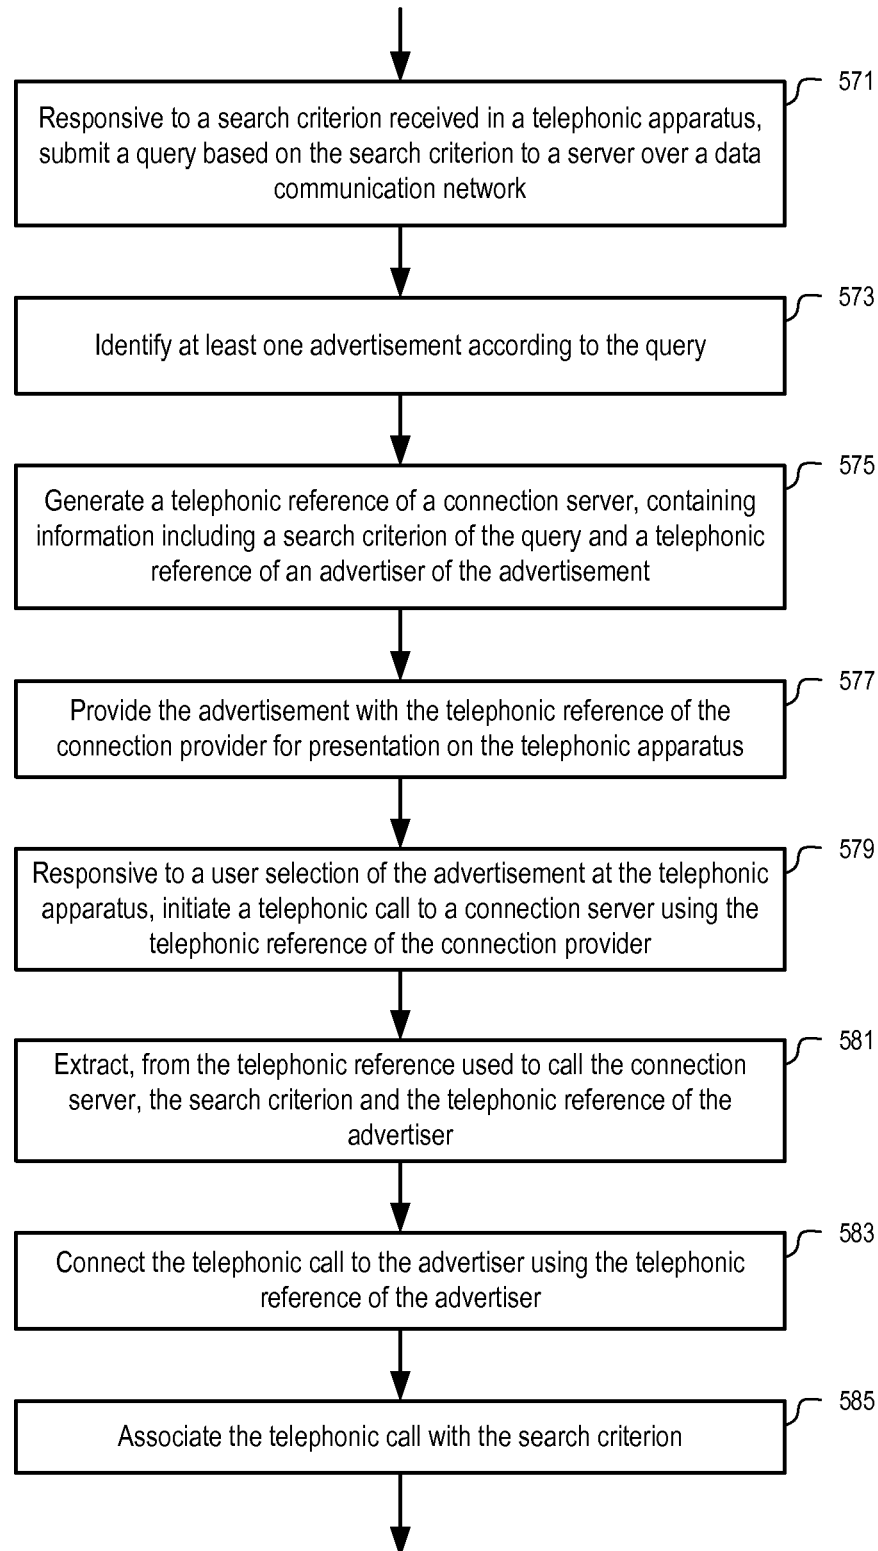 571
Responsive to a search criterion received in a telephonic apparatus,
submit a query based on the search criterion to a server over a data
communication network
573
Identify at least one advertisement according to the query
575
Generate a telephonic reference of a connection server, containing
information including a search criterion of the query and a telephonic
reference of an advertiser of the advertisement
577
Provide the advertisement with the telephonic reference of the
connection provider for presentation on the telephonic apparatus
579
Responsive to a user selection of the advertisement at the telephonic
apparatus, initiate a telephonic call to a connection server using the
telephonic reference of the connection provider
581
Extract, from the telephonic reference used to call the connection
server, the search criterion and the telephonic reference of the
advertiser
583
Connect the telephonic call to the advertiser using the telephonic
reference of the advertiser
585
Associate the telephonic call with the search criterion